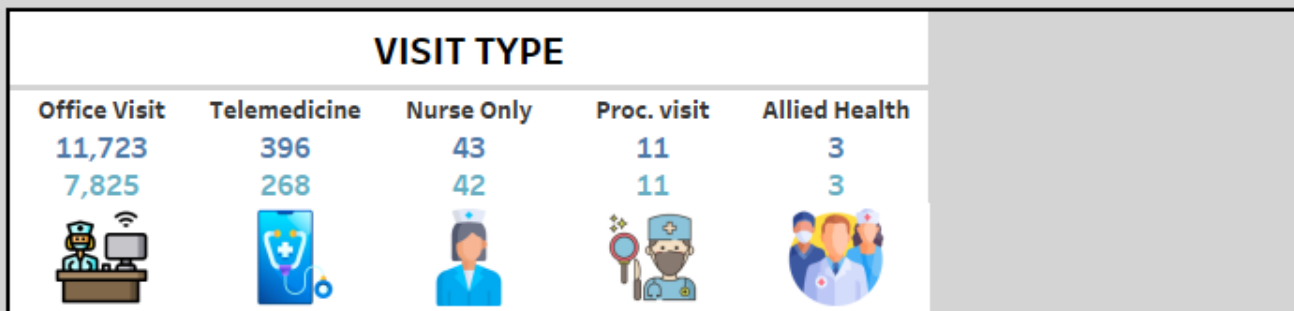 VISIT TYPE
Office Visit Telemedicine Nurse Only Proc. visit Allied Health
11,723 396 43 11 3
7,825 268 42 11 3